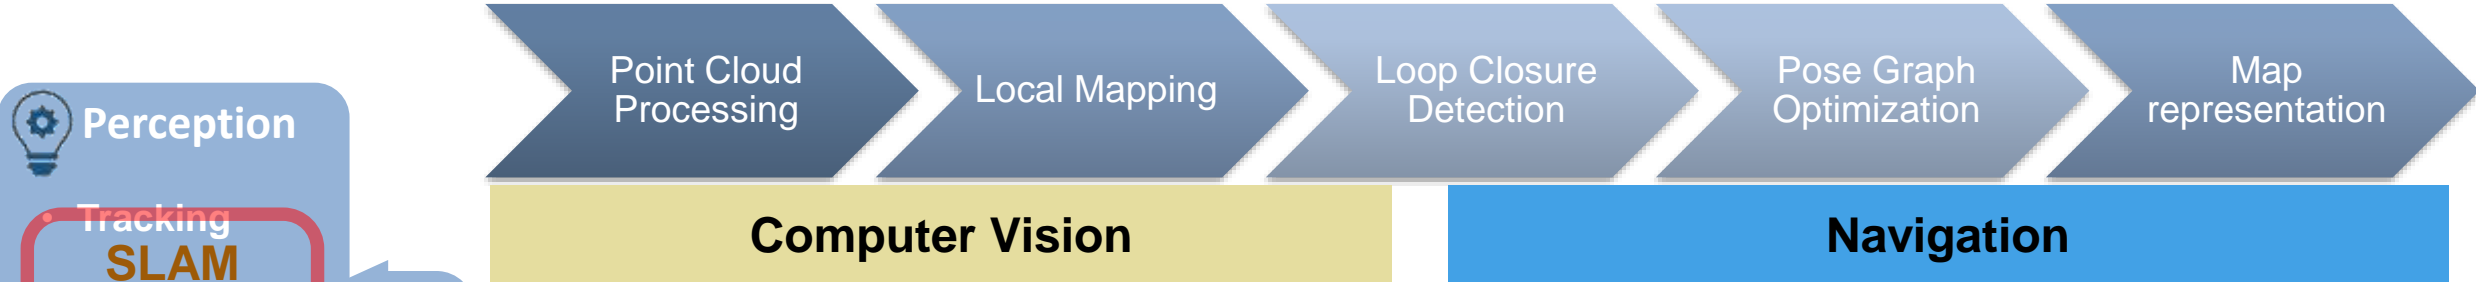 Point Cloud
Processing
Local Mapping
Loop Closure
Detection
Pose Graph
Optimization
Map
representation
Perception
• Tracking
SLAM
Computer Vision
Navigation